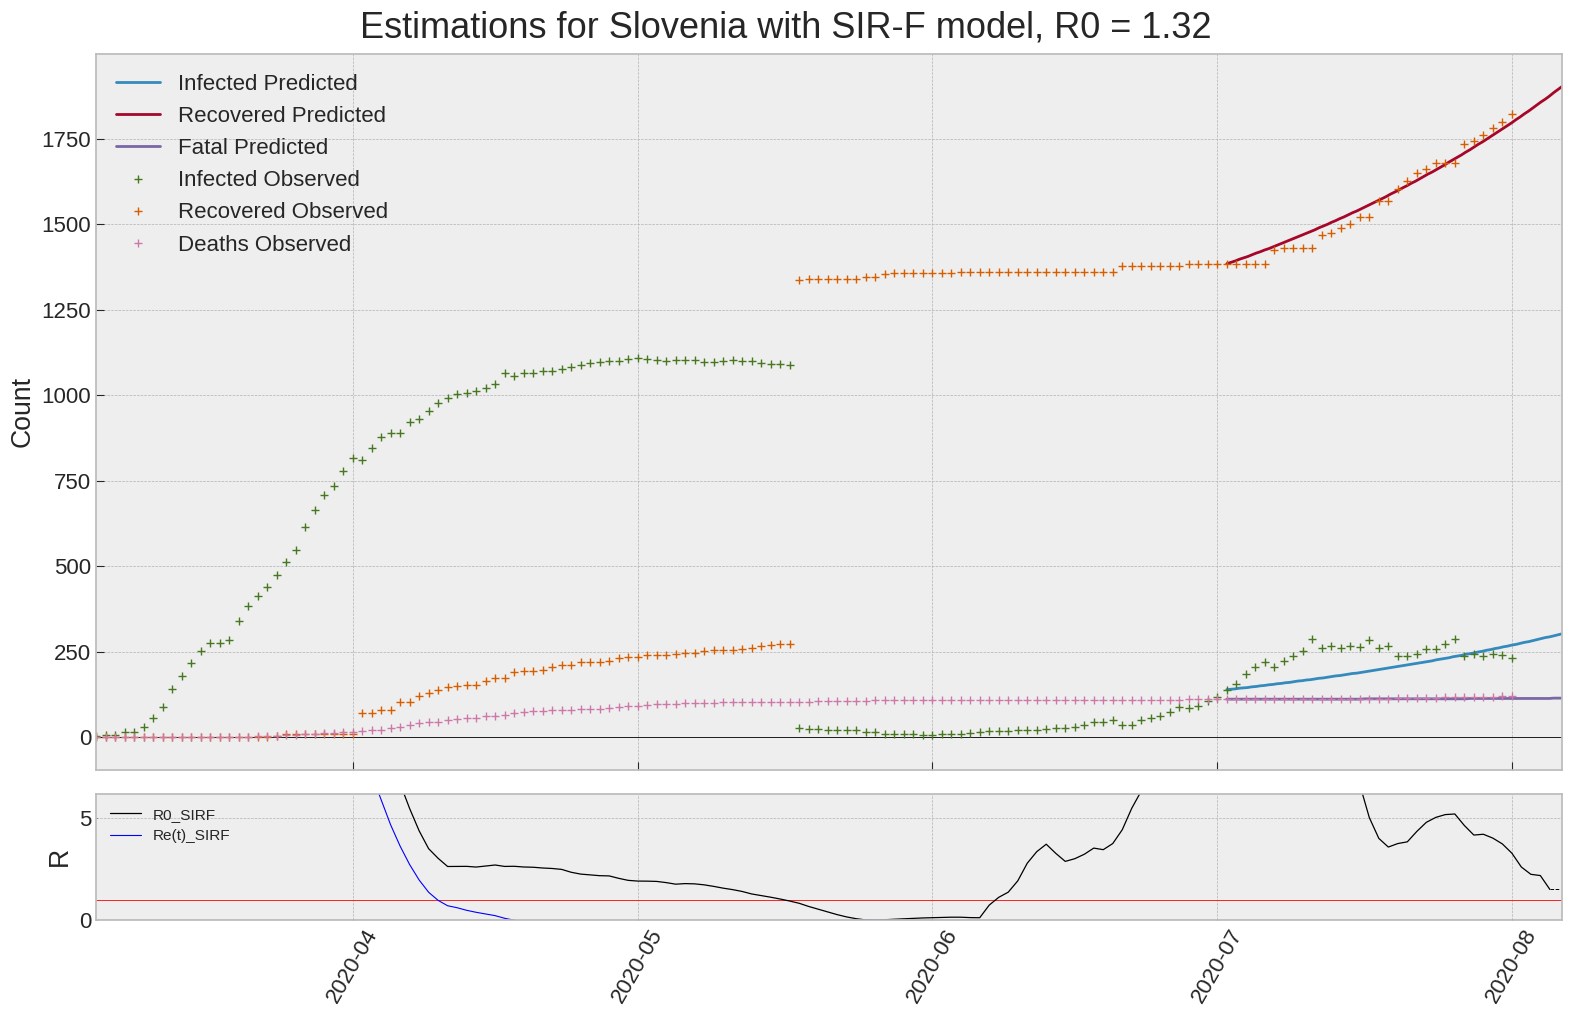 Estimations for Slovenia with SIR-F model, R0 = 1.32
Infected Predicted
Recovered Predicted
Fatal Predicted
Infected Observed
Recovered Observed
Deaths Observed
1750
1500
1250
1000
750
500
250
0
Count
R0_SIRF
Re(t)_SIRF
5
0
R
2020-04
2020-05
2020-06
2020-07
2020-08